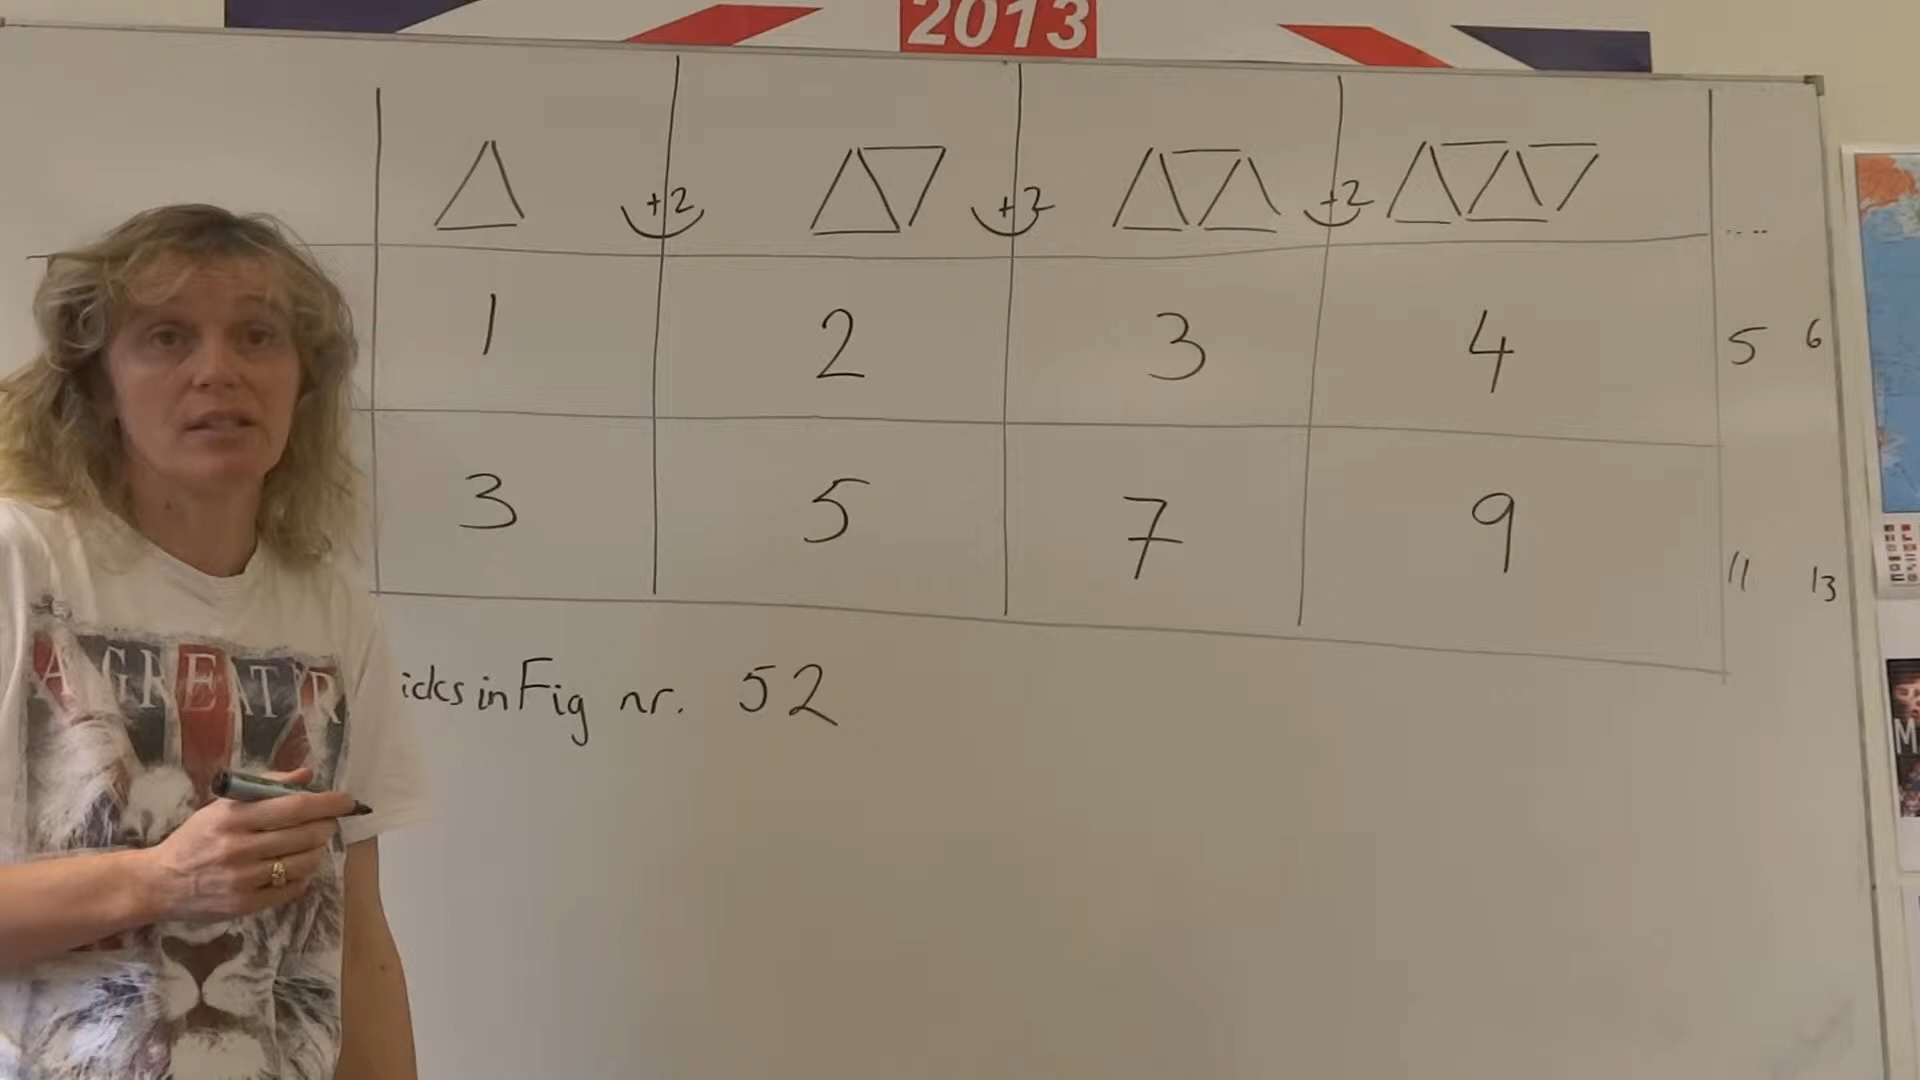 2013
+2 +2 +2 ....
1 2 3 4 5 6
3 5 7 9 11 13
icks in Fig nr. 52
A GREAT
M